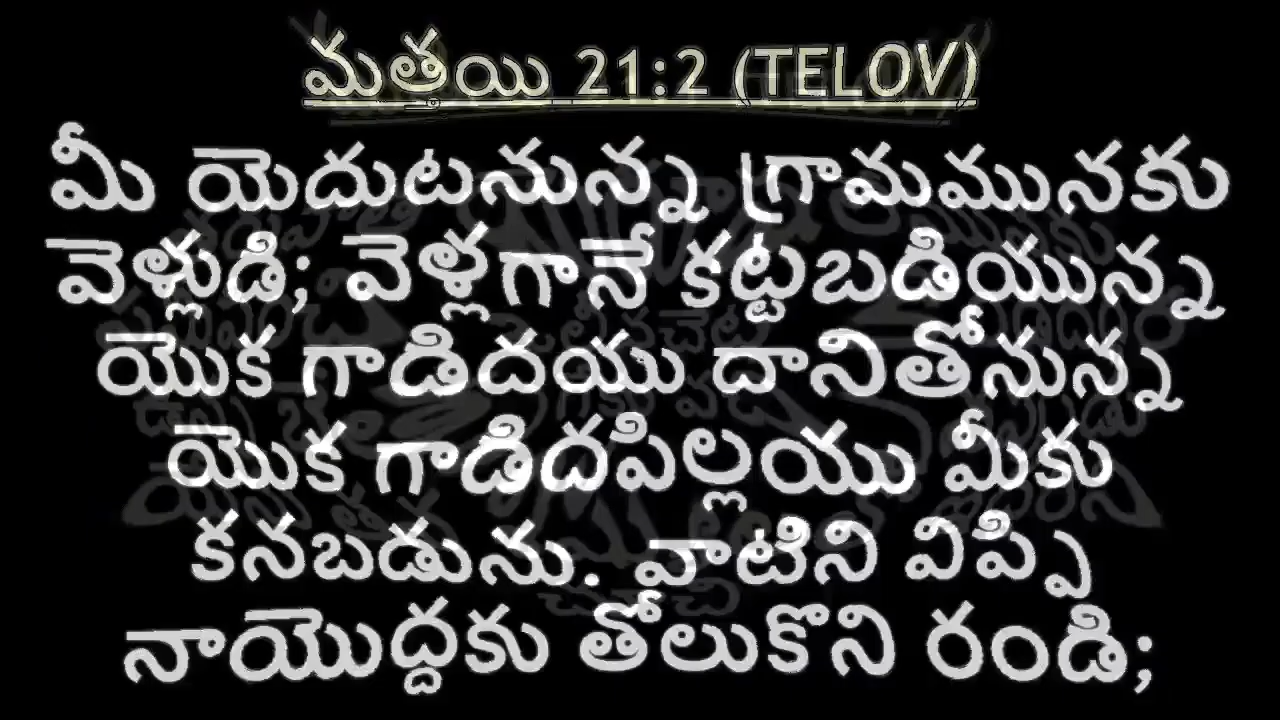 మత్తయి 21:2 (TELOV)
మీ యెదుటనున్న గ్రామమునకు
వెళ్లుడి; వెళ్లగానే కట్టబడియున్న
యొక గాడిదయు దానితోనున్న
యొక గాడిదపిల్లయు మీకు
కనబడును. వాటిని విప్పి
నాయొద్దకు తోలుకొని రండి;